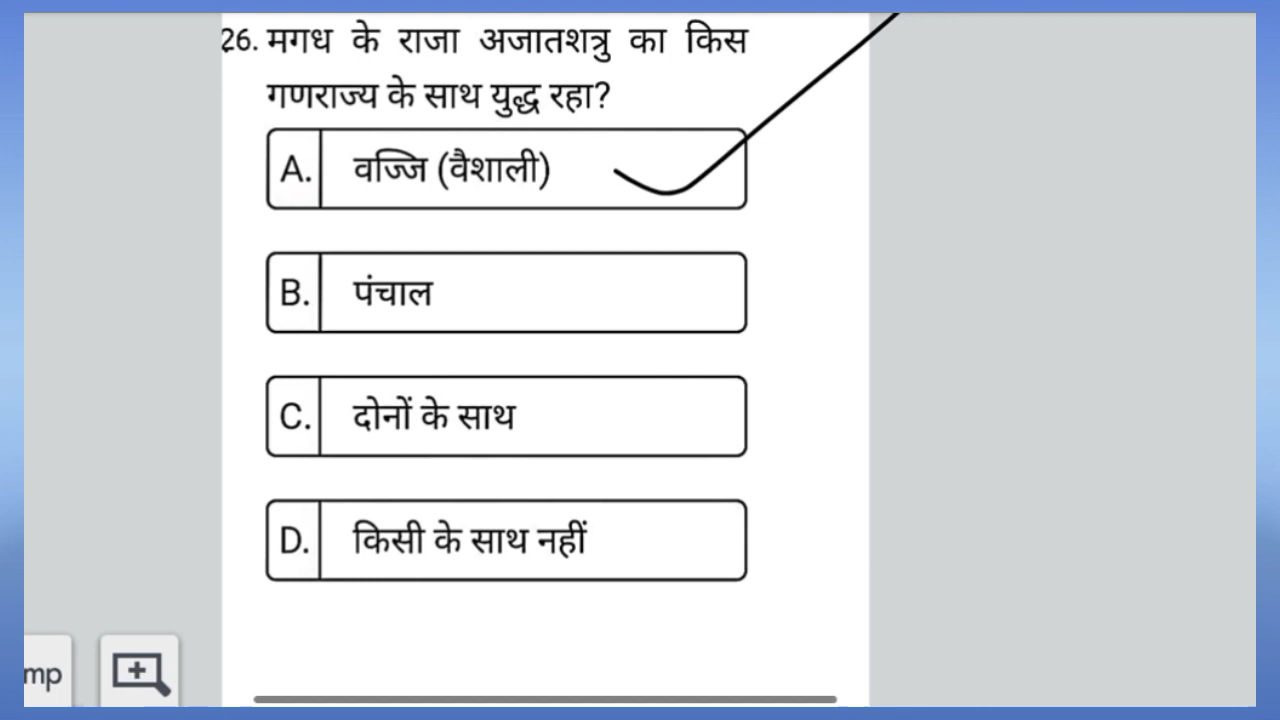 26. मगध के राजा अजातशत्रु का किस
गणराज्य के साथ युद्ध रहा?
A. वज्जि (वैशाली)
B. पंचाल
C. दोनों के साथ
D. किसी के साथ नहीं
mp